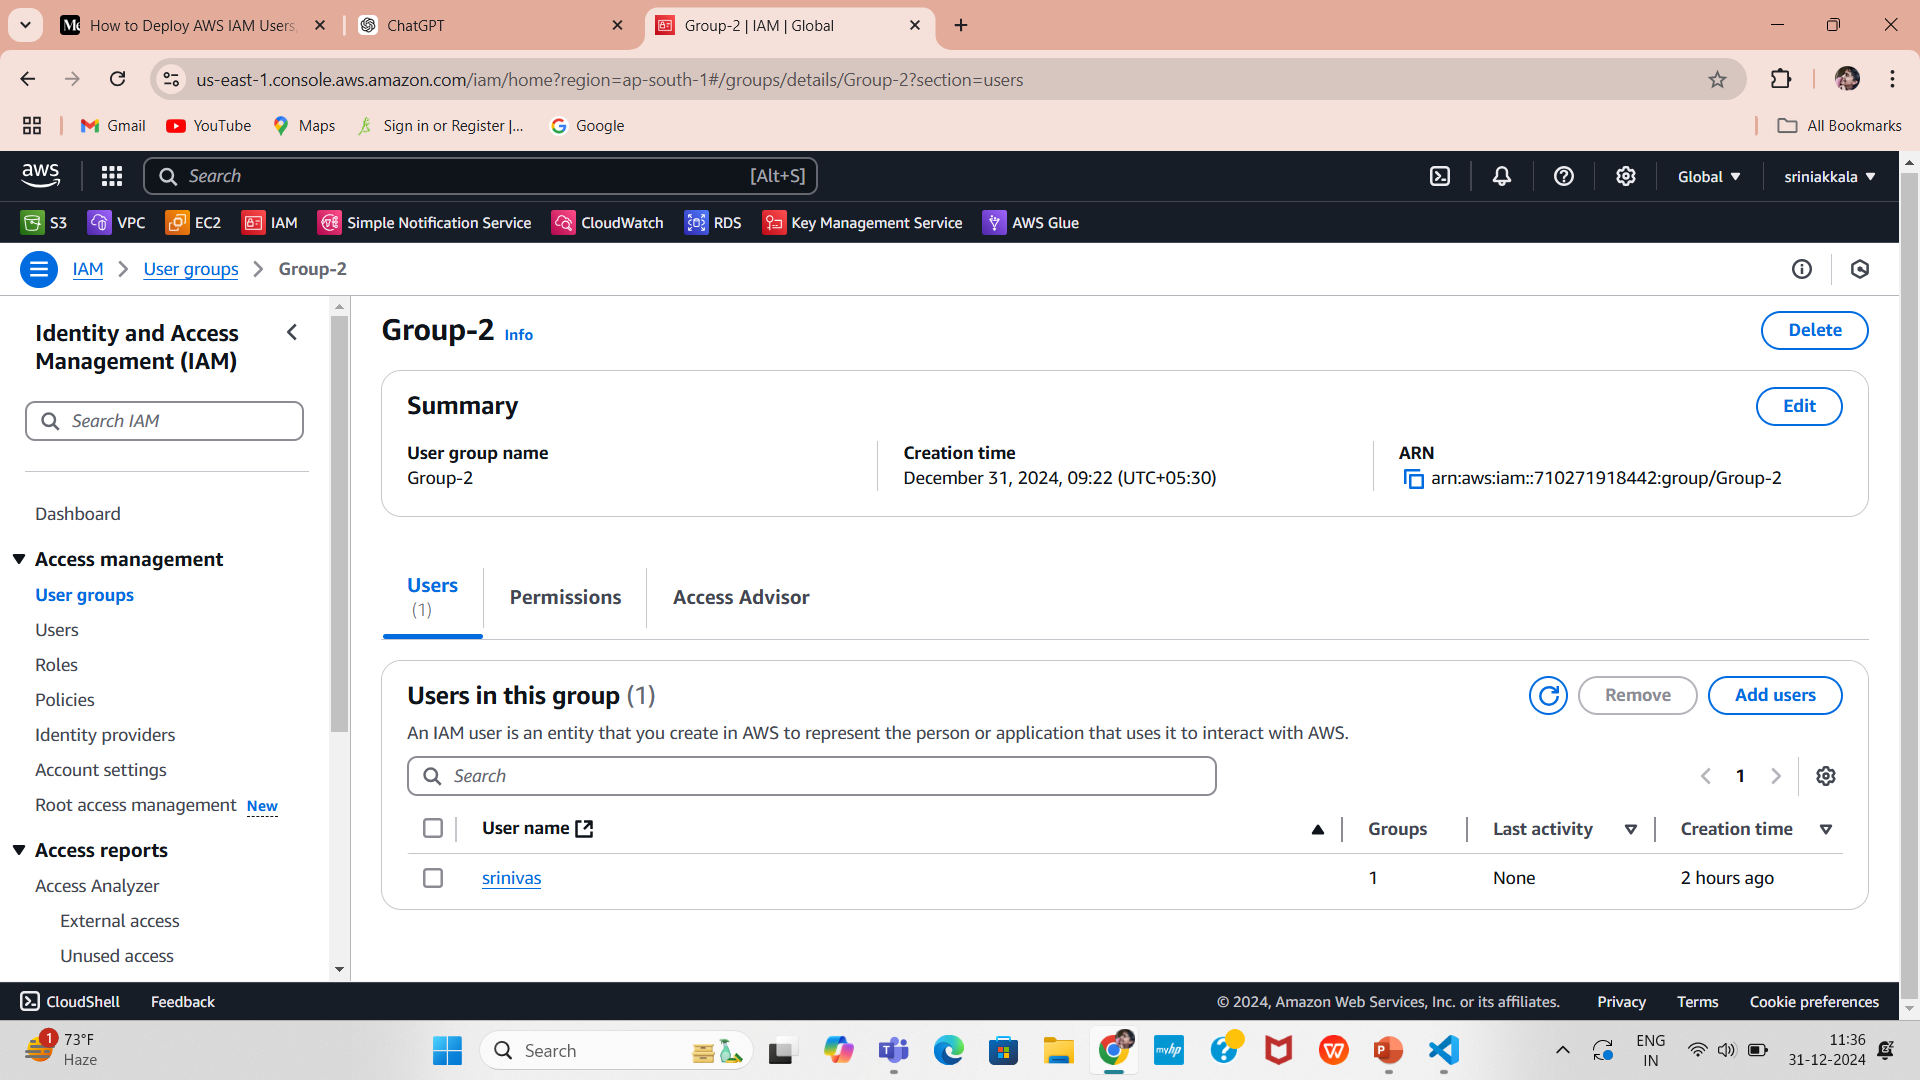 How to Deploy AWS IAM Users,
ChatGPT
Group-2 | IAM | Global
us-east-1.console.aws.amazon.com/iam/home?region=ap-south-1#/groups/details/Group-2?section=users
Gmail YouTube Maps Sign in or Register |... Google All Bookmarks
aws Search [Alt+S] Global sriniakkala
S3 VPC EC2 IAM Simple Notification Service CloudWatch RDS Key Management Service AWS Glue
IAM User groups Group-2
Identity and Access
Management (IAM)
Search IAM
Dashboard
Access management
User groups
Users
Roles
Policies
Identity providers
Account settings
Root access management New
Access reports
Access Analyzer
External access
Unused access
Group-2 Info Delete
Summary Edit
User group name
Group-2
Creation time
December 31, 2024, 09:22 (UTC+05:30)
ARN
arn:aws:iam::710271918442:group/Group-2
Users
(1)
Permissions
Access Advisor
Users in this group (1) Remove Add users
An IAM user is an entity that you create in AWS to represent the person or application that uses it to interact with AWS.
Search 1
User name Groups Last activity Creation time
srinivas 1 None 2 hours ago
CloudShell Feedback © 2024, Amazon Web Services, Inc. or its affiliates. Privacy Terms Cookie preferences
1
73°F
Haze
Search
myhp
ENG
IN
11:36
31-12-2024